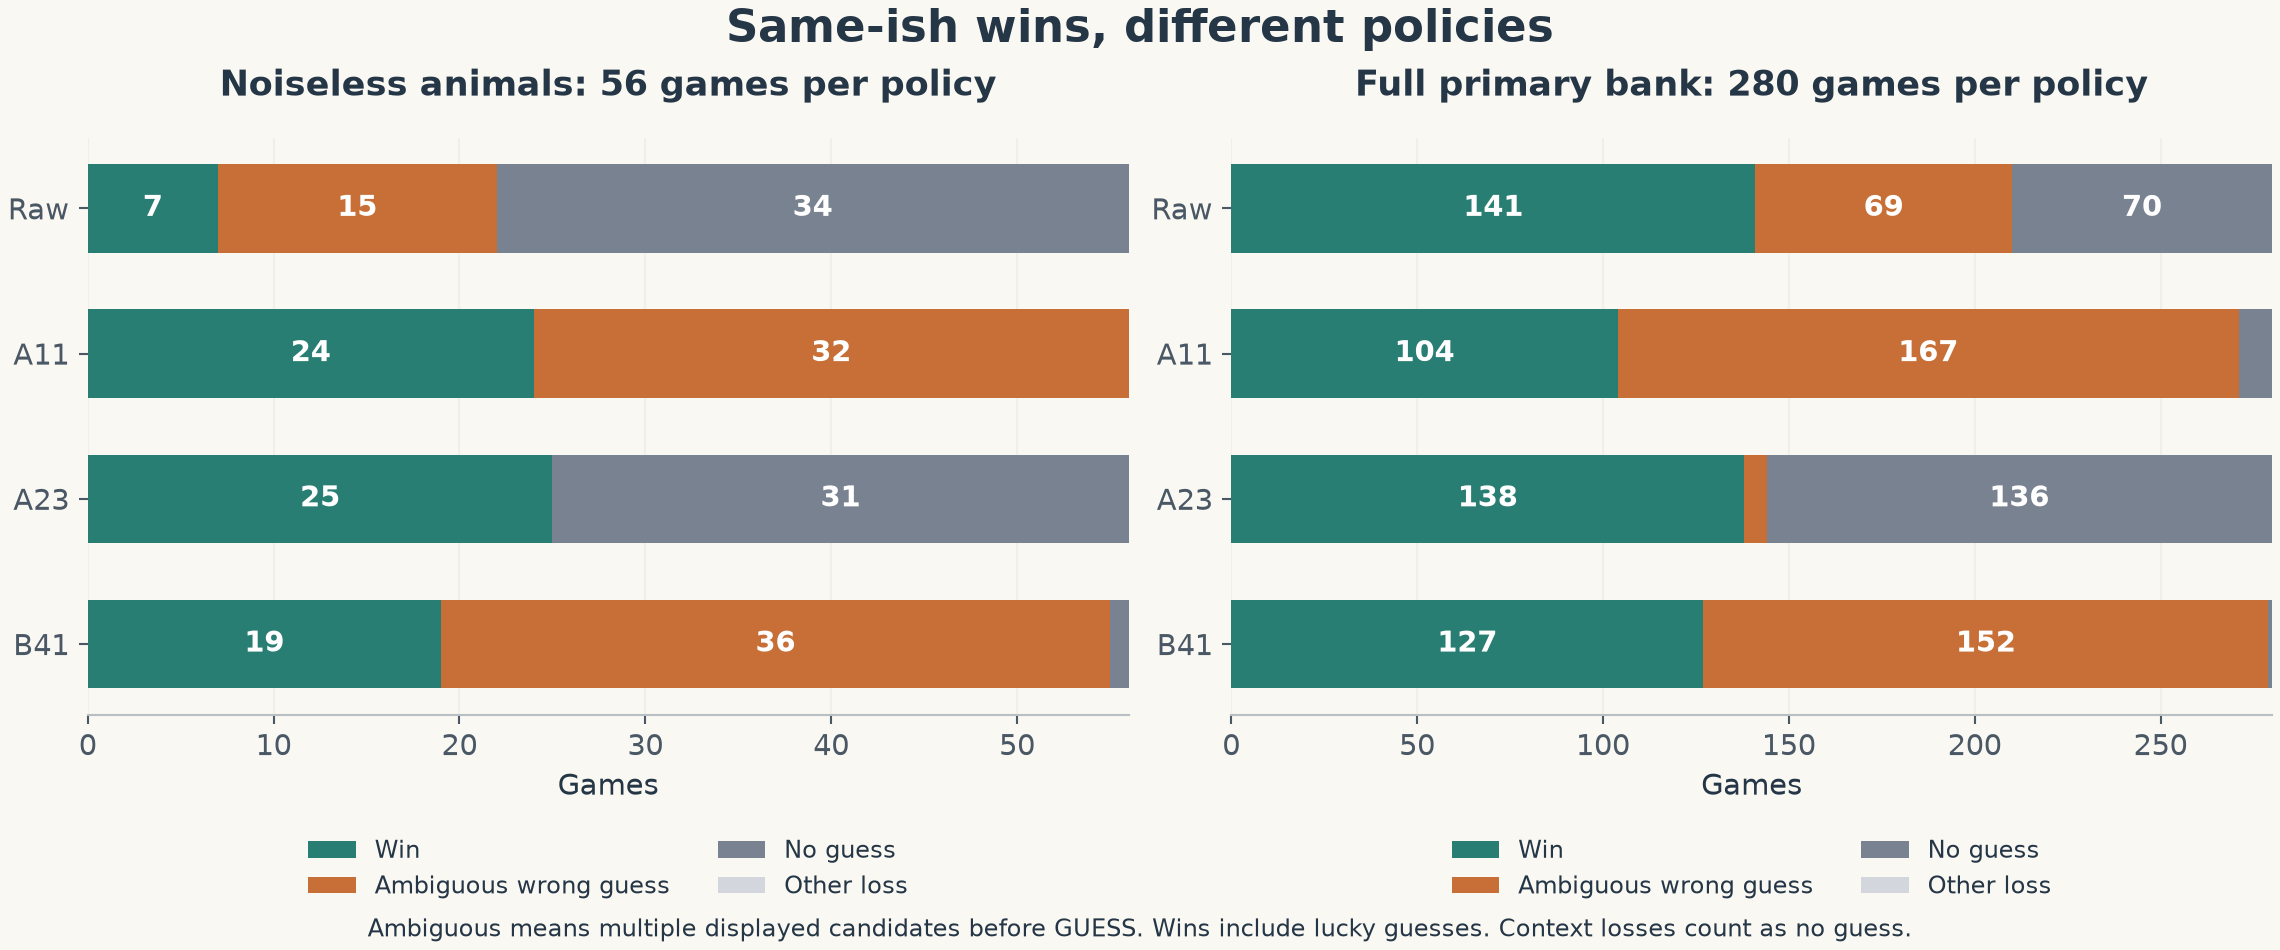 Same-ish wins, different policies
Noiseless animals: 56 games per policy
Raw
7
15
34
A11
24
32
A23
25
31
B41
19
36
0
10
20
30
40
50
Games
Win
No guess
Ambiguous wrong guess
Other loss
Full primary bank: 280 games per policy
Raw
141
69
70
A11
104
167
A23
138
136
B41
127
152
0
50
100
150
200
250
Games
Win
No guess
Ambiguous wrong guess
Other loss
Ambiguous means multiple displayed candidates before GUESS. Wins include lucky guesses. Context losses count as no guess.